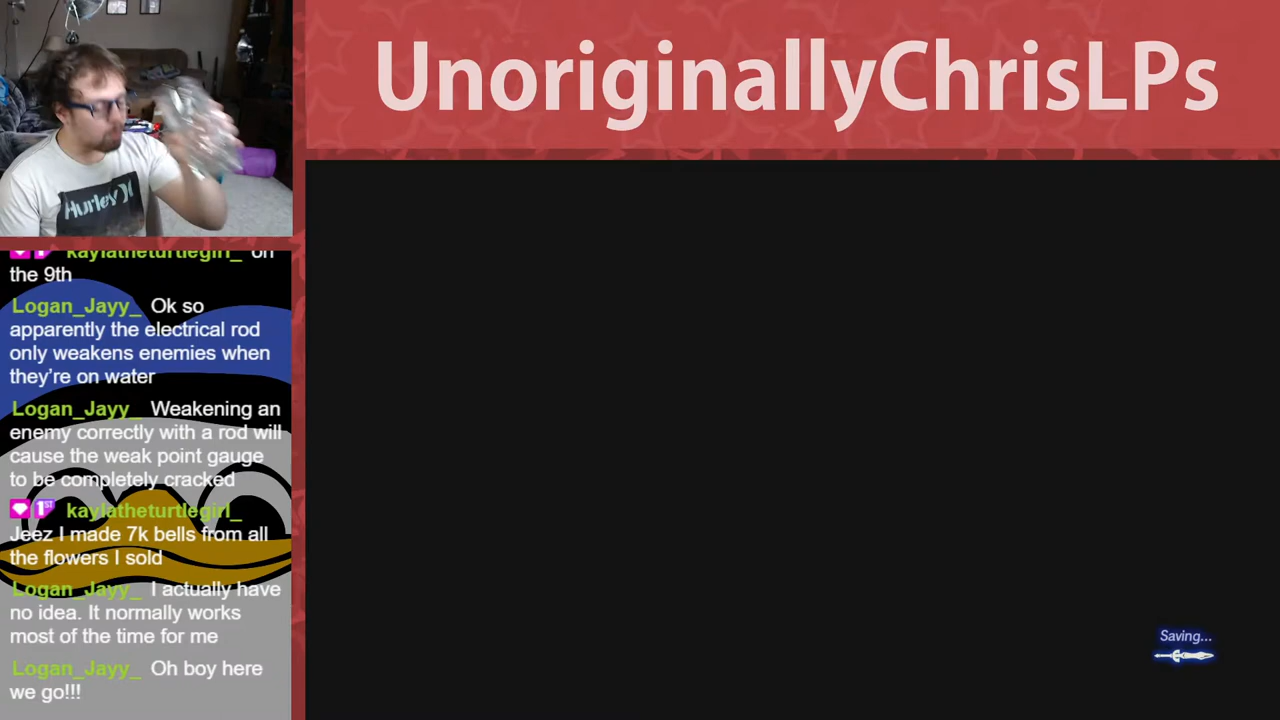 UnoriginallyChrisLPs
Hurley
kaylatheturtlegirl_ on
the 9th
Logan_Jayy_ Ok so
apparently the electrical rod
only weakens enemies when
they're on water
Logan_Jayy_ Weakening an
enemy correctly with a rod will
cause the weak point gauge
to be completely cracked
1ST kaylatheturtlegirl_
Jeez I made 7k bells from all
the flowers I sold
Logan_Jayy_ I actually have
no idea. It normally works
most of the time for me
Logan_Jayy_ Oh boy here
we go!!!
Saving...